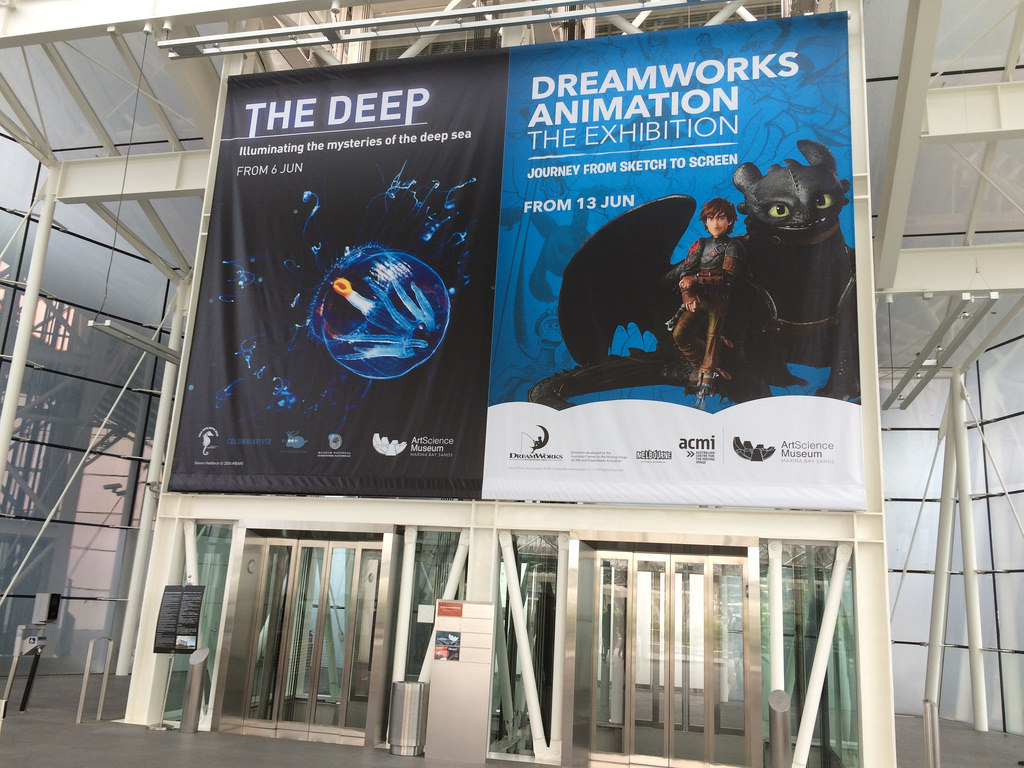 THE DEEP
Illuminating the mysteries of the deep sea
FROM 6 JUN
ArtScience
Museum
MARINA BAY SANDS
DREAMWORKS
ANIMATION
THE EXHIBITION
JOURNEY FROM SKETCH TO SCREEN
FROM 13 JUN
DREAMWORKS
MELBOURNE
acmi
ArtScience
Museum
MARINA BAY SANDS